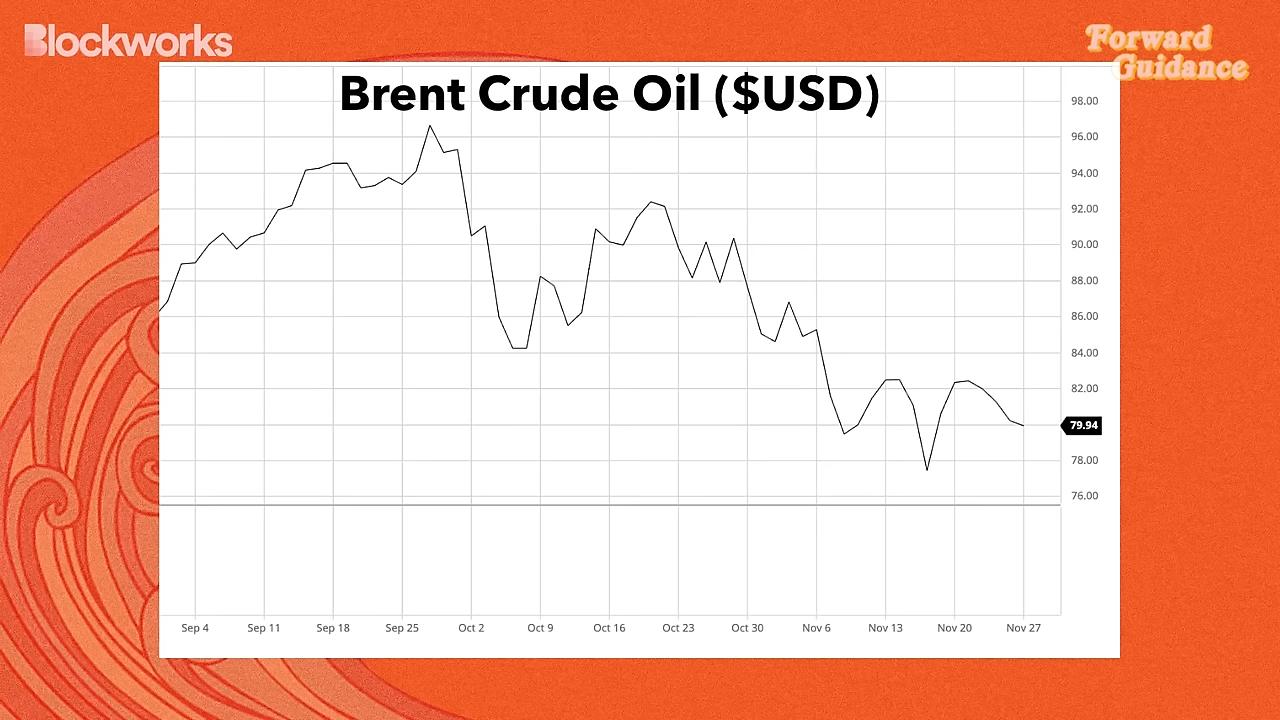 Blockworks
Forward
Guidance
Brent Crude Oil ($USD)
98.00
96.00
94.00
92.00
90.00
88.00
86.00
84.00
82.00
79.94
78.00
76.00
Sep 4 Sep 11 Sep 18 Sep 25 Oct 2 Oct 9 Oct 16 Oct 23 Oct 30 Nov 6 Nov 13 Nov 20 Nov 27